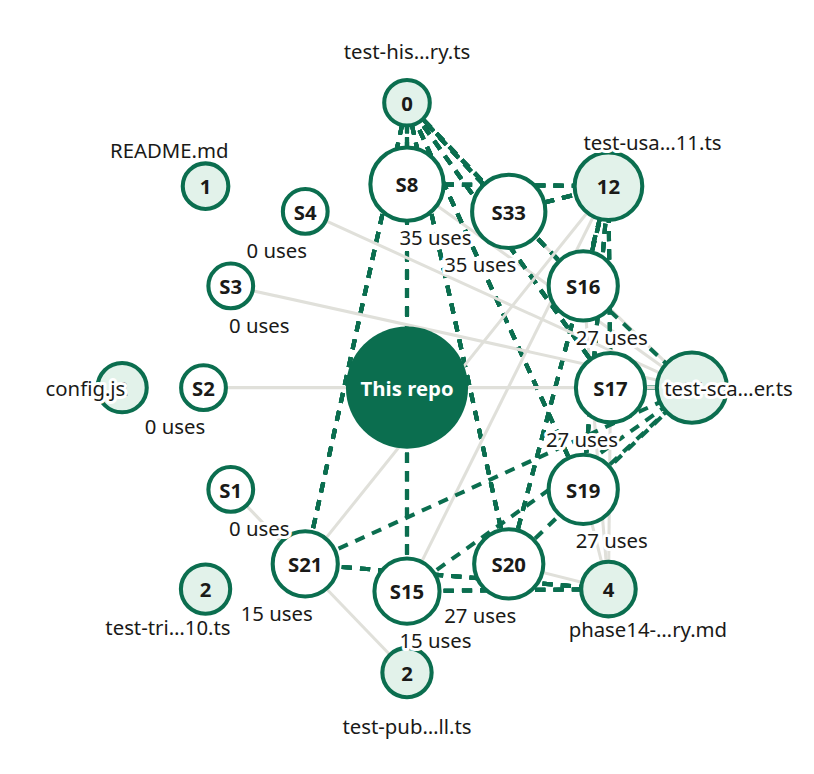 test-his...ry.ts
0
README.md
test-usa...11.ts
1
S8
12
S4
S33
35 uses
0 uses
35 uses
S3
S16
0 uses
27 uses
This repo
config.js
S2
S17
test-sca...er.ts
0 uses
27 uses
S1
S19
0 uses
27 uses
S21
S20
2
S15
4
15 uses
27 uses
test-tri...10.ts
phase14-...ry.md
15 uses
2
test-pub...ll.ts